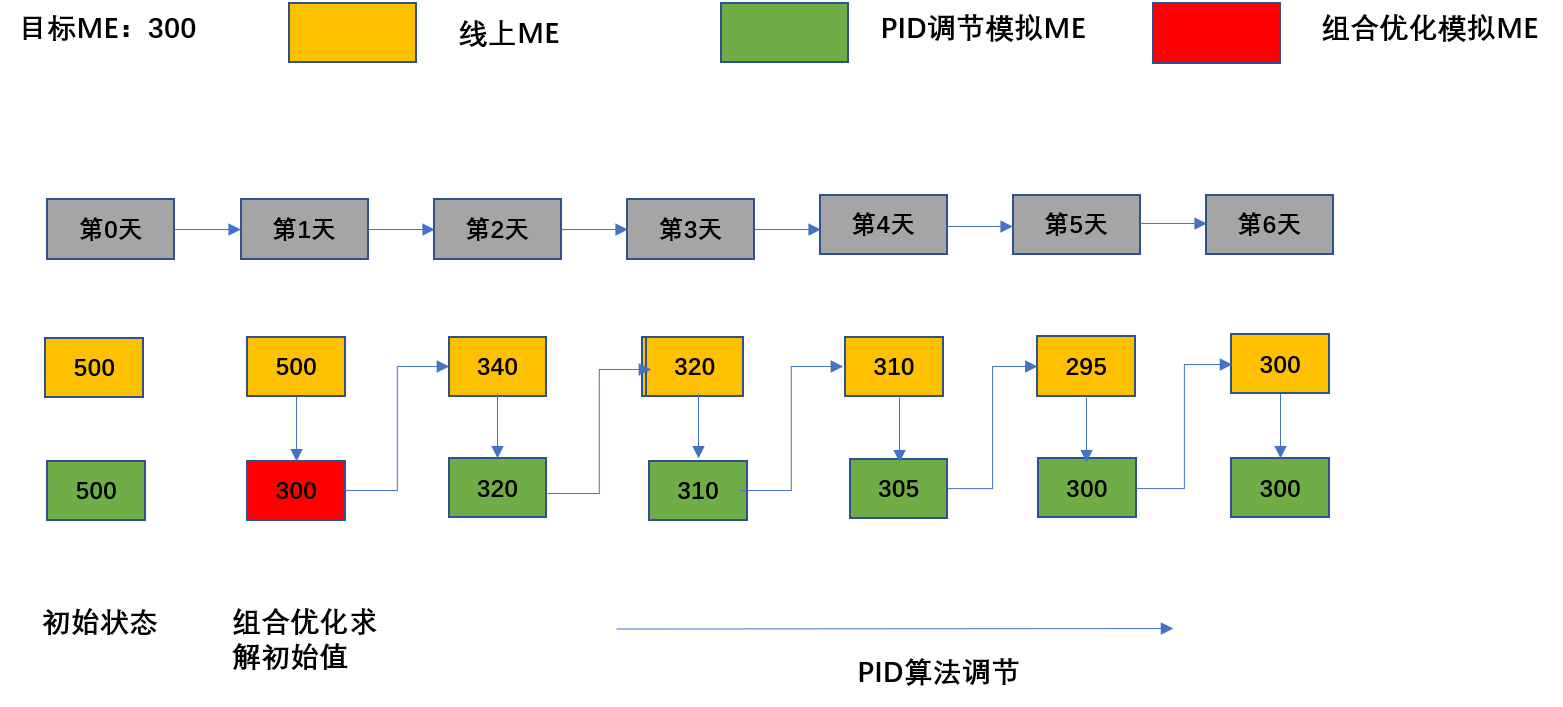 目标ME：300
线上ME
PID调节模拟ME
组合优化模拟ME
第0天
第1天
第2天
第3天
第4天
第5天
第6天
500
500
340
320
310
295
300
500
300
320
310
305
300
300
初始状态
组合优化求
解初始值
PID算法调节